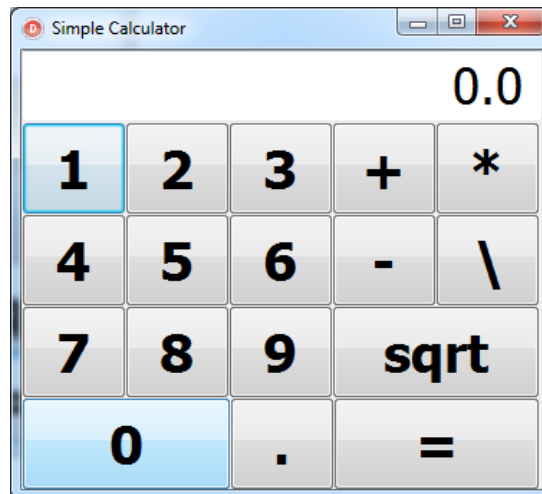 D Simple Calculator
0.0
1 2 3 + *
4 5 6 - \
7 8 9 sqrt
0 . =